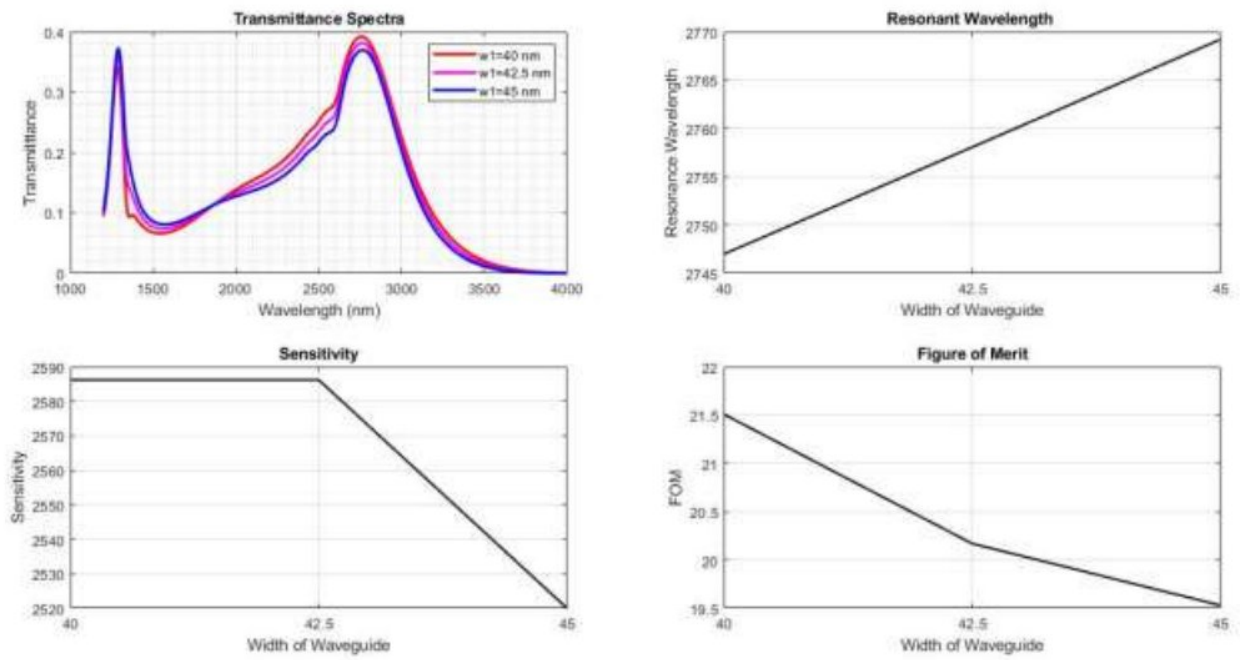 Transmittance Spectra
Transmittance
0.4
0.3
0.2
0.1
0
w1=40 nm
w1=42.5 nm
w1=45 nm
1000 1500 2000 2500 3000 3500 4000
Wavelength (nm)
Resonant Wavelength
Resonance Wavelength
2770
2765
2760
2755
2750
2745
40 42.5 45
Width of Waveguide
Sensitivity
Sensitivity
2590
2580
2570
2560
2550
2540
2530
2520
40 42.5 45
Width of Waveguide
Figure of Merit
FOM
22
21.5
21
20.5
20
19.5
40 42.5 45
Width of Waveguide